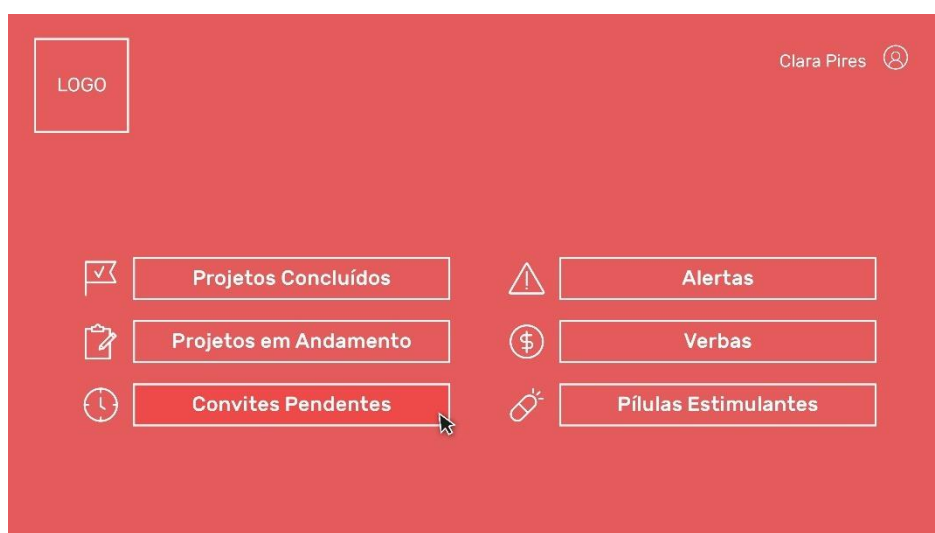 LOGO
Clara Pires
Projetos Concluídos
Projetos em Andamento
Convites Pendentes
Alertas
Verbas
Pílulas Estimulantes